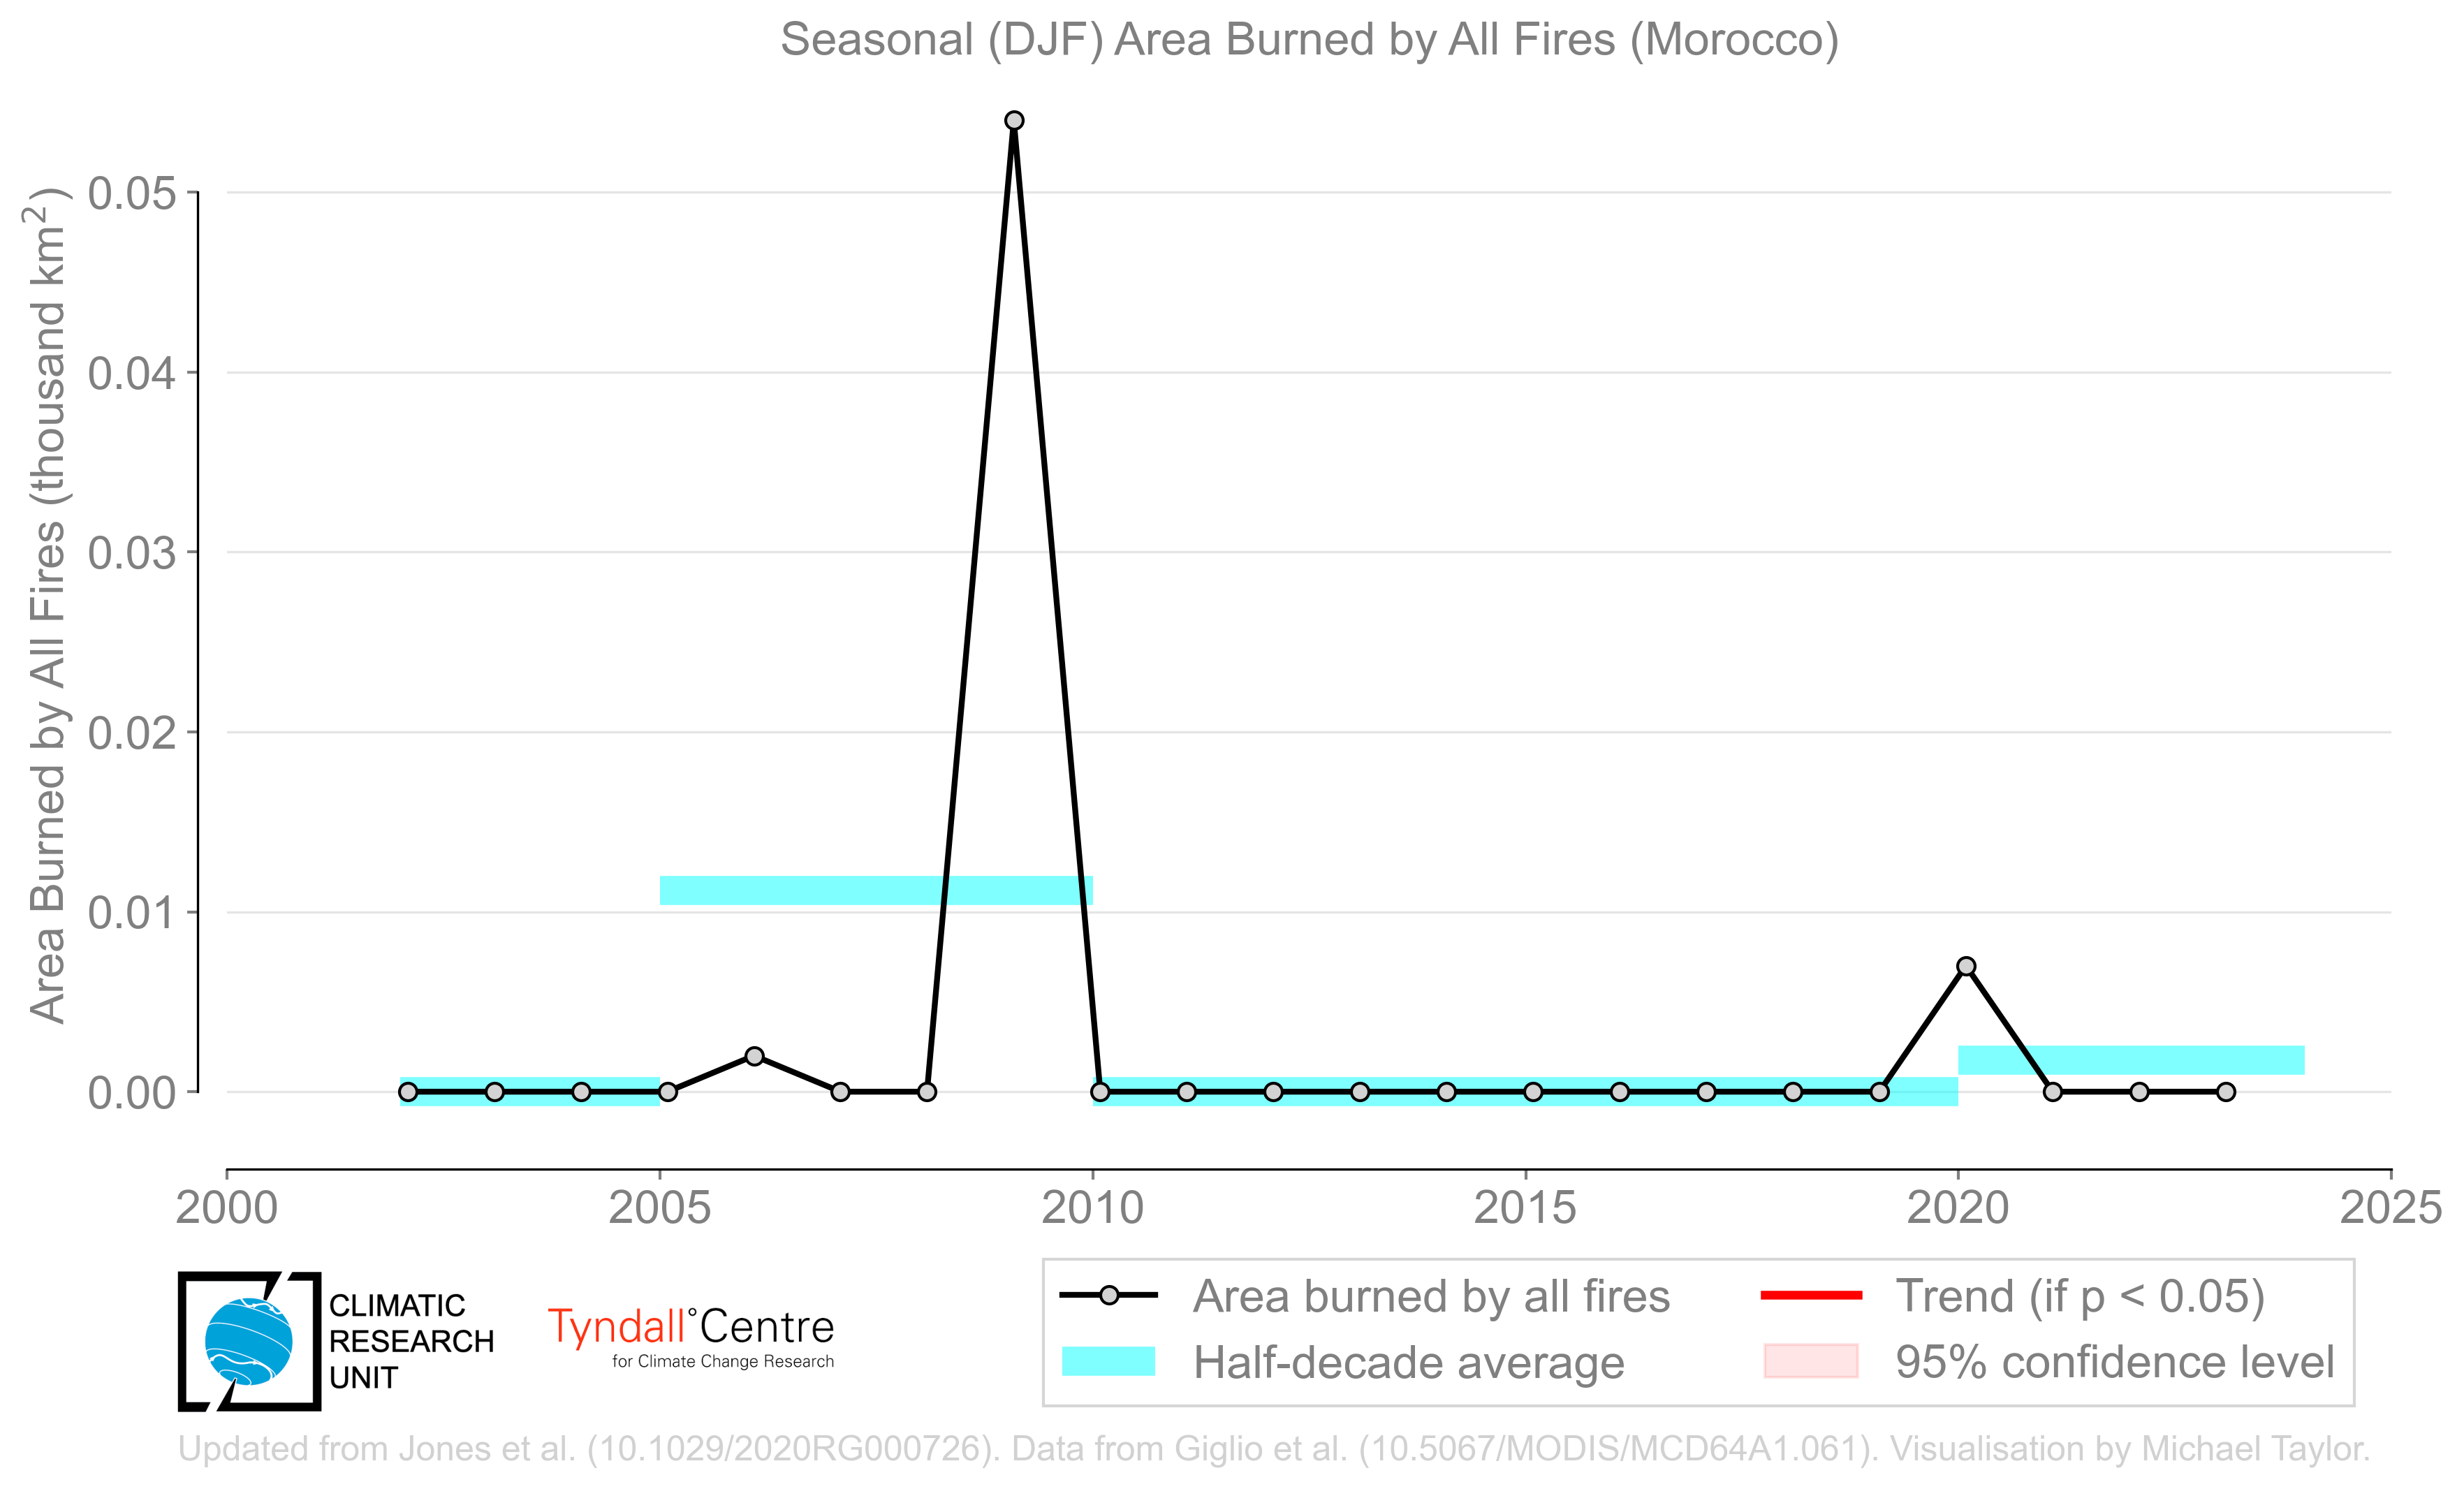 Seasonal (DJF) Area Burned by All Fires (Morocco)
Area Burned by All Fires (thousand km²)
0.05
0.04
0.03
0.02
0.01
0.00
2000 2005 2010 2015 2020 2025
CLIMATIC
RESEARCH
UNIT
Tyndall°Centre
for Climate Change Research
Area burned by all fires
Half-decade average
Trend (if p < 0.05)
95% confidence level
Updated from Jones et al. (10.1029/2020RG000726). Data from Giglio et al. (10.5067/MODIS/MCD64A1.061). Visualisation by Michael Taylor.